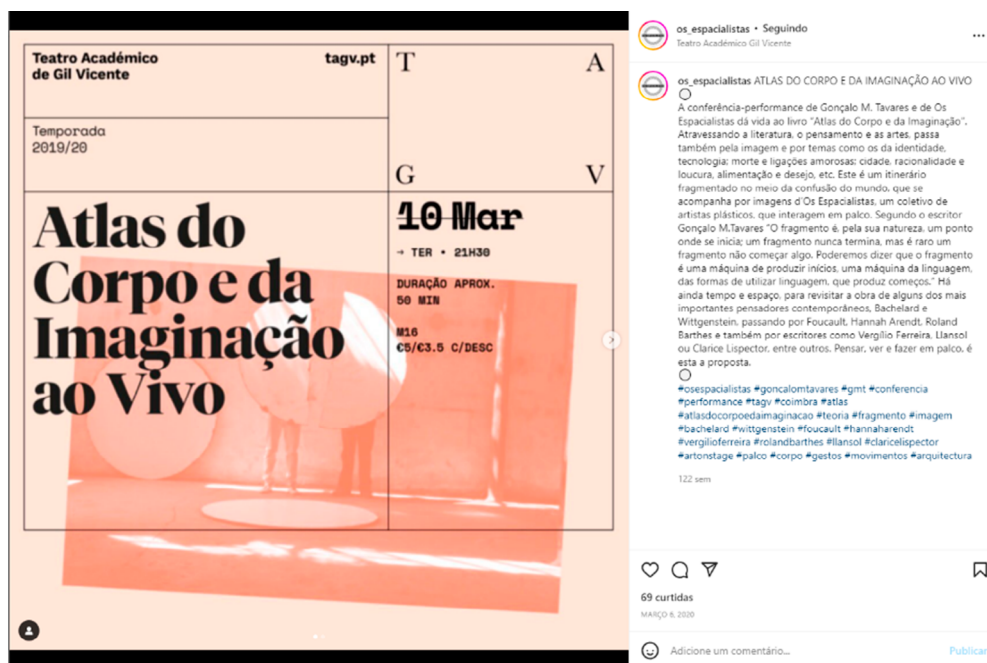 Teatro Académico
de Gil Vicente
tagv.pt
T A
G V
Temporada
2019/20
Atlas do
Corpo e da
Imaginação
ao Vivo
10 Mar
→ TER • 21H30
DURAÇÃO APROX.
50 MIN
M16
€5/€3.5 C/DESC
os_espacialistas • Seguindo
Teatro Académico Gil Vicente
os_espacialistas ATLAS DO CORPO E DA IMAGINAÇÃO AO VIVO
A conferência-performance de Gonçalo M. Tavares e de Os
Espacialistas dá vida ao livro "Atlas do Corpo e da Imaginação".
Atravessando a literatura, o pensamento e as artes, passa
também pela imagem e por temas como os da identidade,
tecnologia; morte e ligações amorosas; cidade, racionalidade e
loucura, alimentação e desejo, etc. Este é um itinerário
fragmentado no meio da confusão do mundo, que se
acompanha por imagens d'Os Espacialistas, um coletivo de
artistas plásticos, que interagem em palco. Segundo o escritor
Gonçalo M.Tavares "O fragmento é, pela sua natureza, um ponto
onde se inicia; um fragmento nunca termina, mas é raro um
fragmento não começar algo. Poderemos dizer que o fragmento
é uma máquina de produzir inícios, uma máquina da linguagem,
das formas de utilizar linguagem, que produz começos." Há
ainda tempo e espaço, para revisitar a obra de alguns dos mais
importantes pensadores contemporâneos, Bachelard e
Wittgenstein, passando por Foucault, Hannah Arendt, Roland
Barthes e também por escritores como Vergílio Ferreira, Llansol
ou Clarice Lispector, entre outros. Pensar, ver e fazer em palco, é
esta a proposta.
#osespacialistas #goncalomtavares #gmt #conferencia
#performance #tagv #coimbra #atlas
#atlasdocorpoedaimaginacao #teoria #fragmento #imagem
#bachelard #wittgenstein #foucault #hannaharendt
#vergilioferreira #rolandbarthes #llansol #claricelispector
#artonstage #palco #corpo #gestos #movimentos #arquitectura
122 sem
69 curtidas
MARÇO 6, 2020
Adicione um comentário...
Publicar